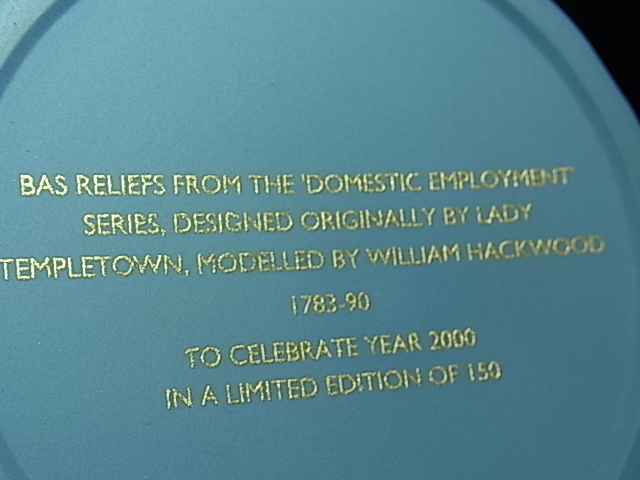 BAS RELIEFS FROM THE 'DOMESTIC EMPLOYMENT'
SERIES, DESIGNED ORIGINALLY BY LADY
TEMPLETOWN, MODELLED BY WILLIAM HACKWOOD
1783-90
TO CELEBRATE YEAR 2000
IN A LIMITED EDITION OF 150